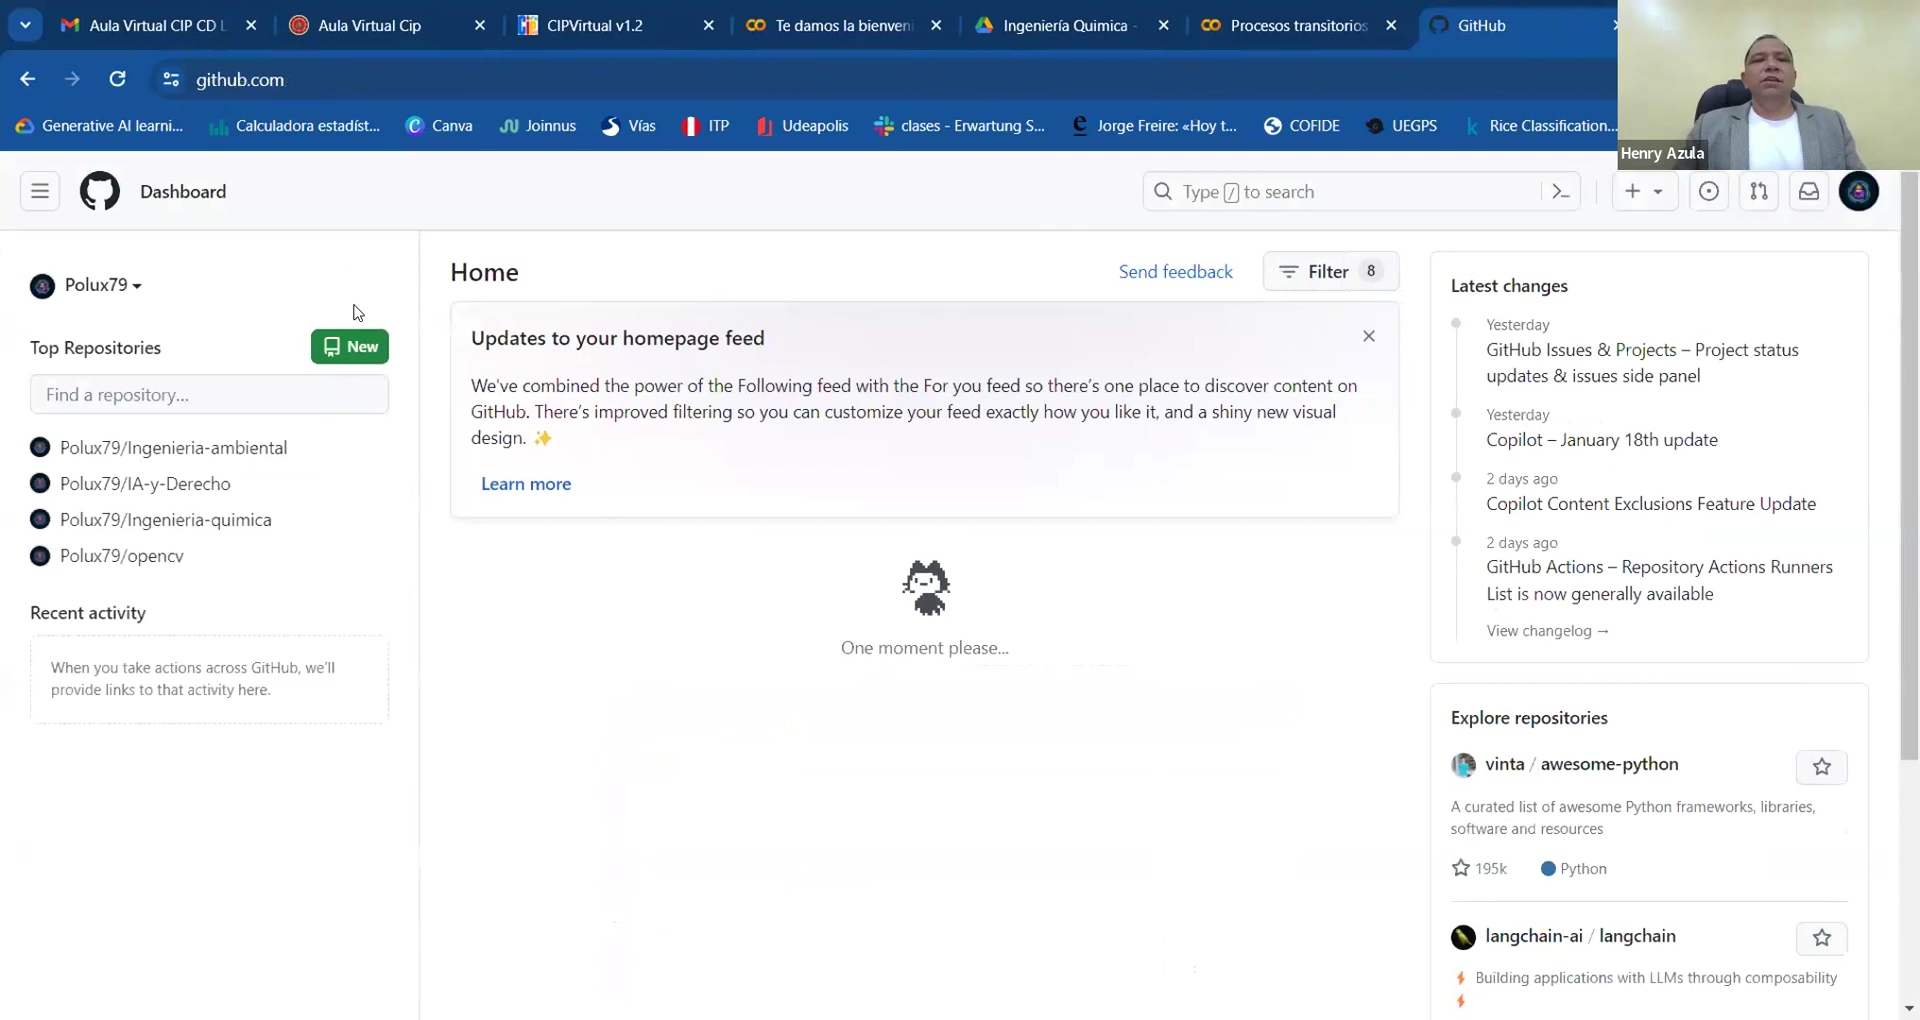 Aula Virtual CIP CD L
Aula Virtual Cip
CIPVirtual v1.2
Te damos la bienveni
Ingeniería Quimica -
Procesos transitorios
GitHub
github.com
Generative AI learni...
Calculadora estadíst...
Canva
Joinnus
Vías
ITP
Udeapolis
clases - Erwartung S...
Jorge Freire: «Hoy t...
COFIDE
UEGPS
Rice Classification...
Henry Azula
Dashboard
Type / to search
Polux79
Top Repositories
New
Find a repository...
Polux79/Ingenieria-ambiental
Polux79/IA-y-Derecho
Polux79/Ingenieria-quimica
Polux79/opencv
Recent activity
When you take actions across GitHub, we'll
provide links to that activity here.
Home
Send feedback
Filter 8
Updates to your homepage feed
We've combined the power of the Following feed with the For you feed so there's one place to discover content on
GitHub. There's improved filtering so you can customize your feed exactly how you like it, and a shiny new visual
design. ✨
Learn more
One moment please...
Latest changes
Yesterday
GitHub Issues & Projects – Project status
updates & issues side panel
Yesterday
Copilot – January 18th update
2 days ago
Copilot Content Exclusions Feature Update
2 days ago
GitHub Actions – Repository Actions Runners
List is now generally available
View changelog →
Explore repositories
vinta / awesome-python
A curated list of awesome Python frameworks, libraries,
software and resources
195k
Python
langchain-ai / langchain
⚡ Building applications with LLMs through composability
⚡